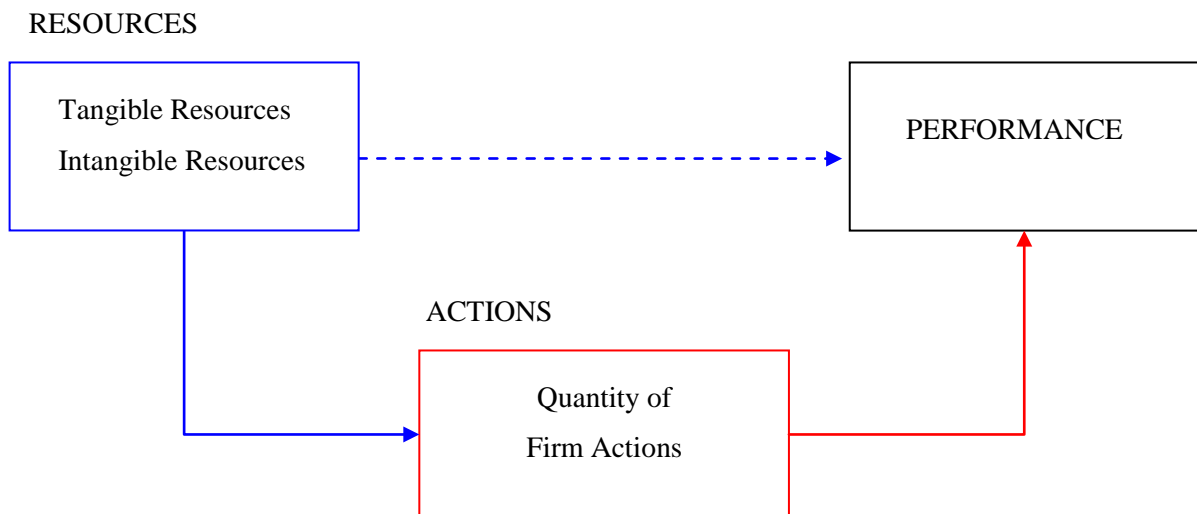 RESOURCES
Tangible Resources
Intangible Resources
PERFORMANCE
ACTIONS
Quantity of
Firm Actions